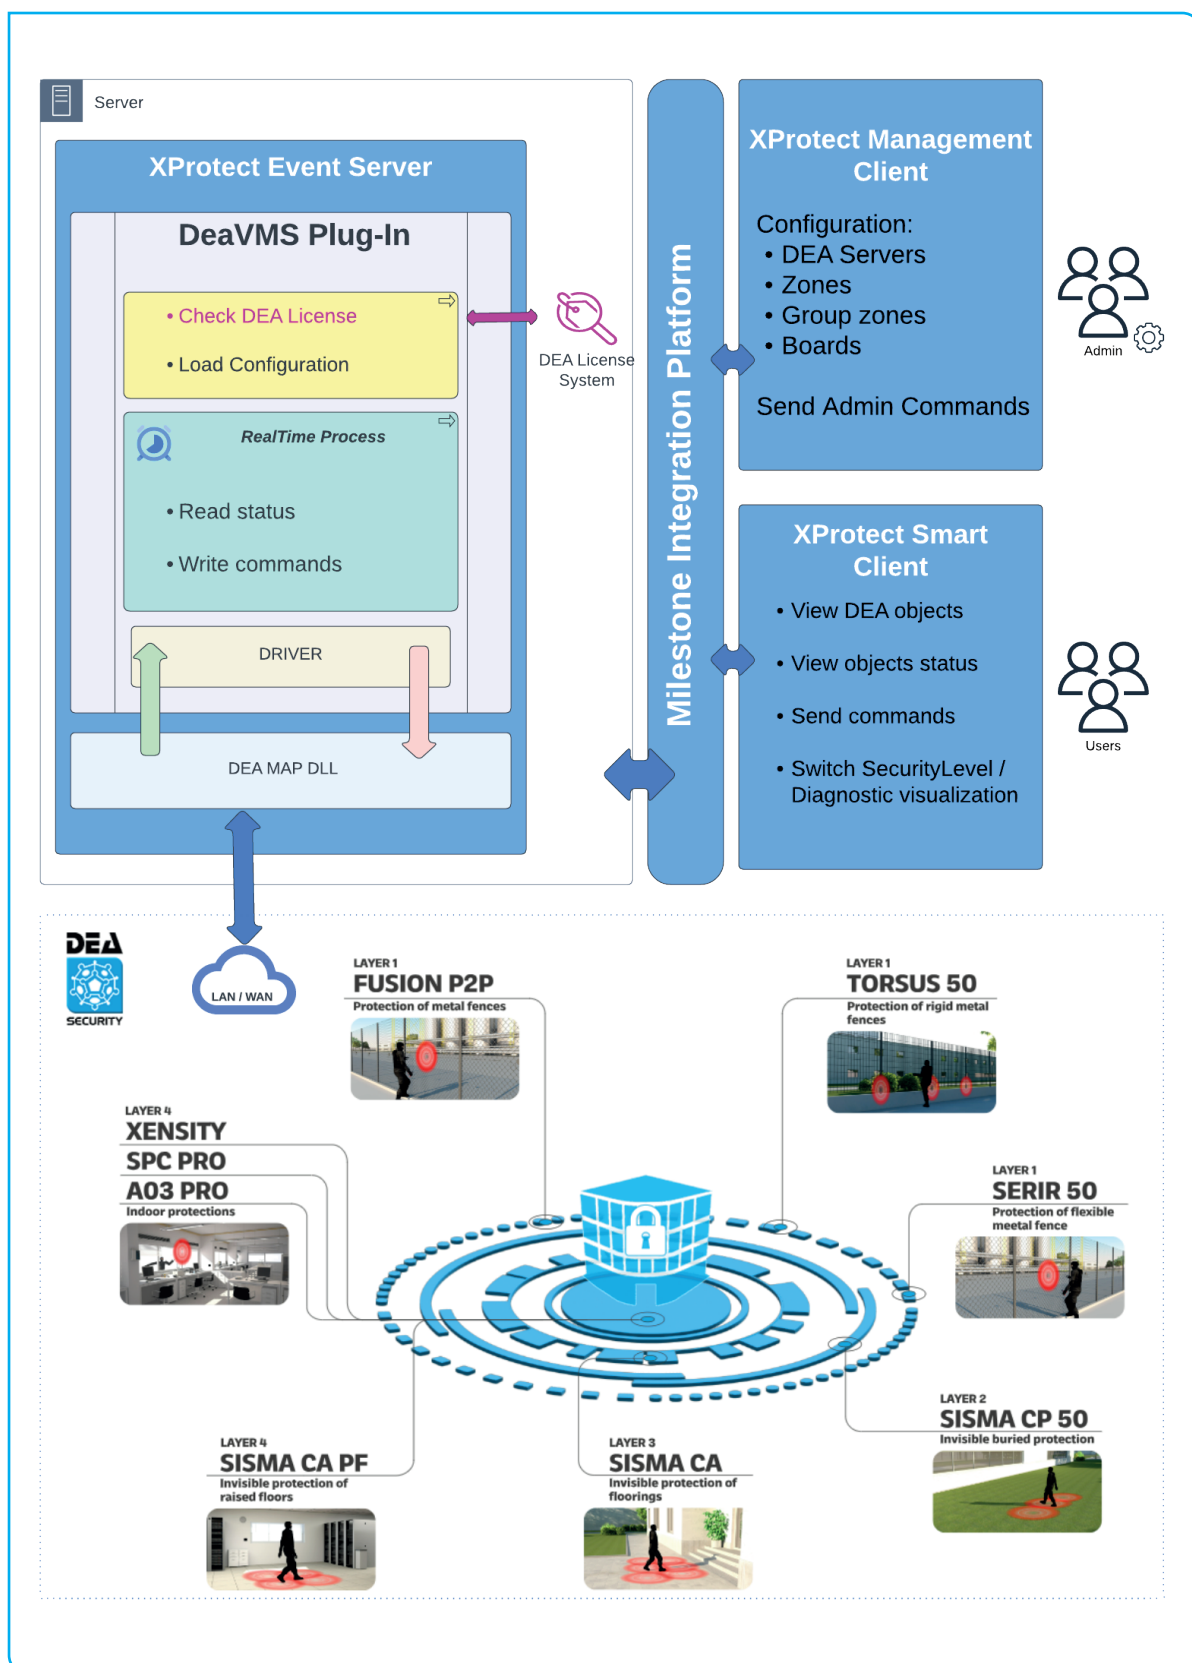 Server
XProtect Event Server
DeaVMS Plug-In
• Check DEA License
• Load Configuration
DEA License
System
RealTime Process
• Read status
• Write commands
DRIVER
DEA MAP DLL
Milestone Integration Platform
XProtect Management
Client
Configuration:
• DEA Servers
• Zones
• Group zones
• Boards
Send Admin Commands
Admin
XProtect Smart
Client
• View DEA objects
• View objects status
• Send commands
• Switch SecurityLevel /
Diagnostic visualization
Users
DEA
SECURITY
LAN / WAN
LAYER 1
FUSION P2P
Protection of metal fences
LAYER 1
TORSUS 50
Protection of rigid metal
fences
LAYER 4
XENSITY
SPC PRO
A03 PRO
Indoor protections
LAYER 1
SERIR 50
Protection of flexible
meetal fence
LAYER 2
SISMA CP 50
Invisible buried protection
LAYER 4
SISMA CA PF
Invisible protection of
raised floors
LAYER 3
SISMA CA
Invisible protection of
floorings